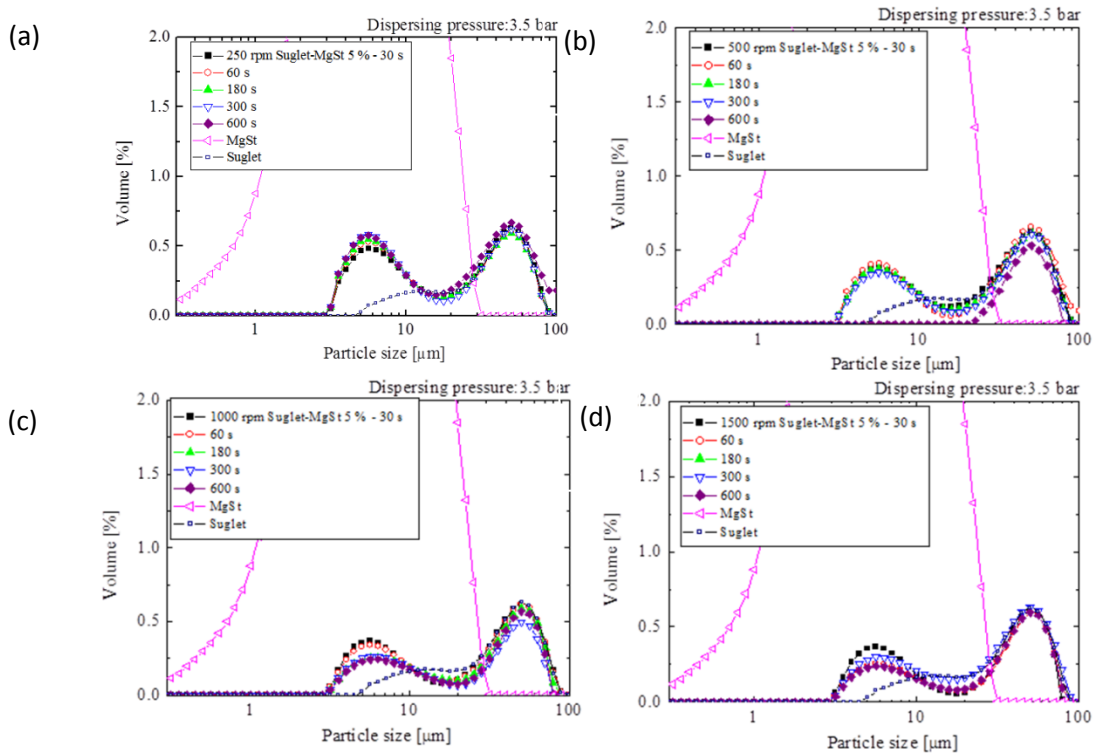 (a)
Dispersing pressure:3.5 bar
2.0
1.5
1.0
0.5
0.0
Volume [%]
250 rpm Suglet-MgSt 5 % - 30 s
60 s
180 s
300 s
600 s
MgSt
Suglet
1
10
100
Particle size [µm]
(b)
Dispersing pressure:3.5 bar
2.0
1.5
1.0
0.5
0.0
Volume [%]
500 rpm Suglet-MgSt 5 % - 30 s
60 s
180 s
300 s
600 s
MgSt
Suglet
1
10
100
Particle size [µm]
(c)
Dispersing pressure:3.5 bar
2.0
1.5
1.0
0.5
0.0
Volume [%]
1000 rpm Suglet-MgSt 5 % - 30 s
60 s
180 s
300 s
600 s
MgSt
Suglet
1
10
100
Particle size [µm]
(d)
Dispersing pressure:3.5 bar
2.0
1.5
1.0
0.5
0.0
Volume [%]
1500 rpm Suglet-MgSt 5 % - 30 s
60 s
180 s
300 s
600 s
MgSt
Suglet
1
10
100
Particle size [µm]